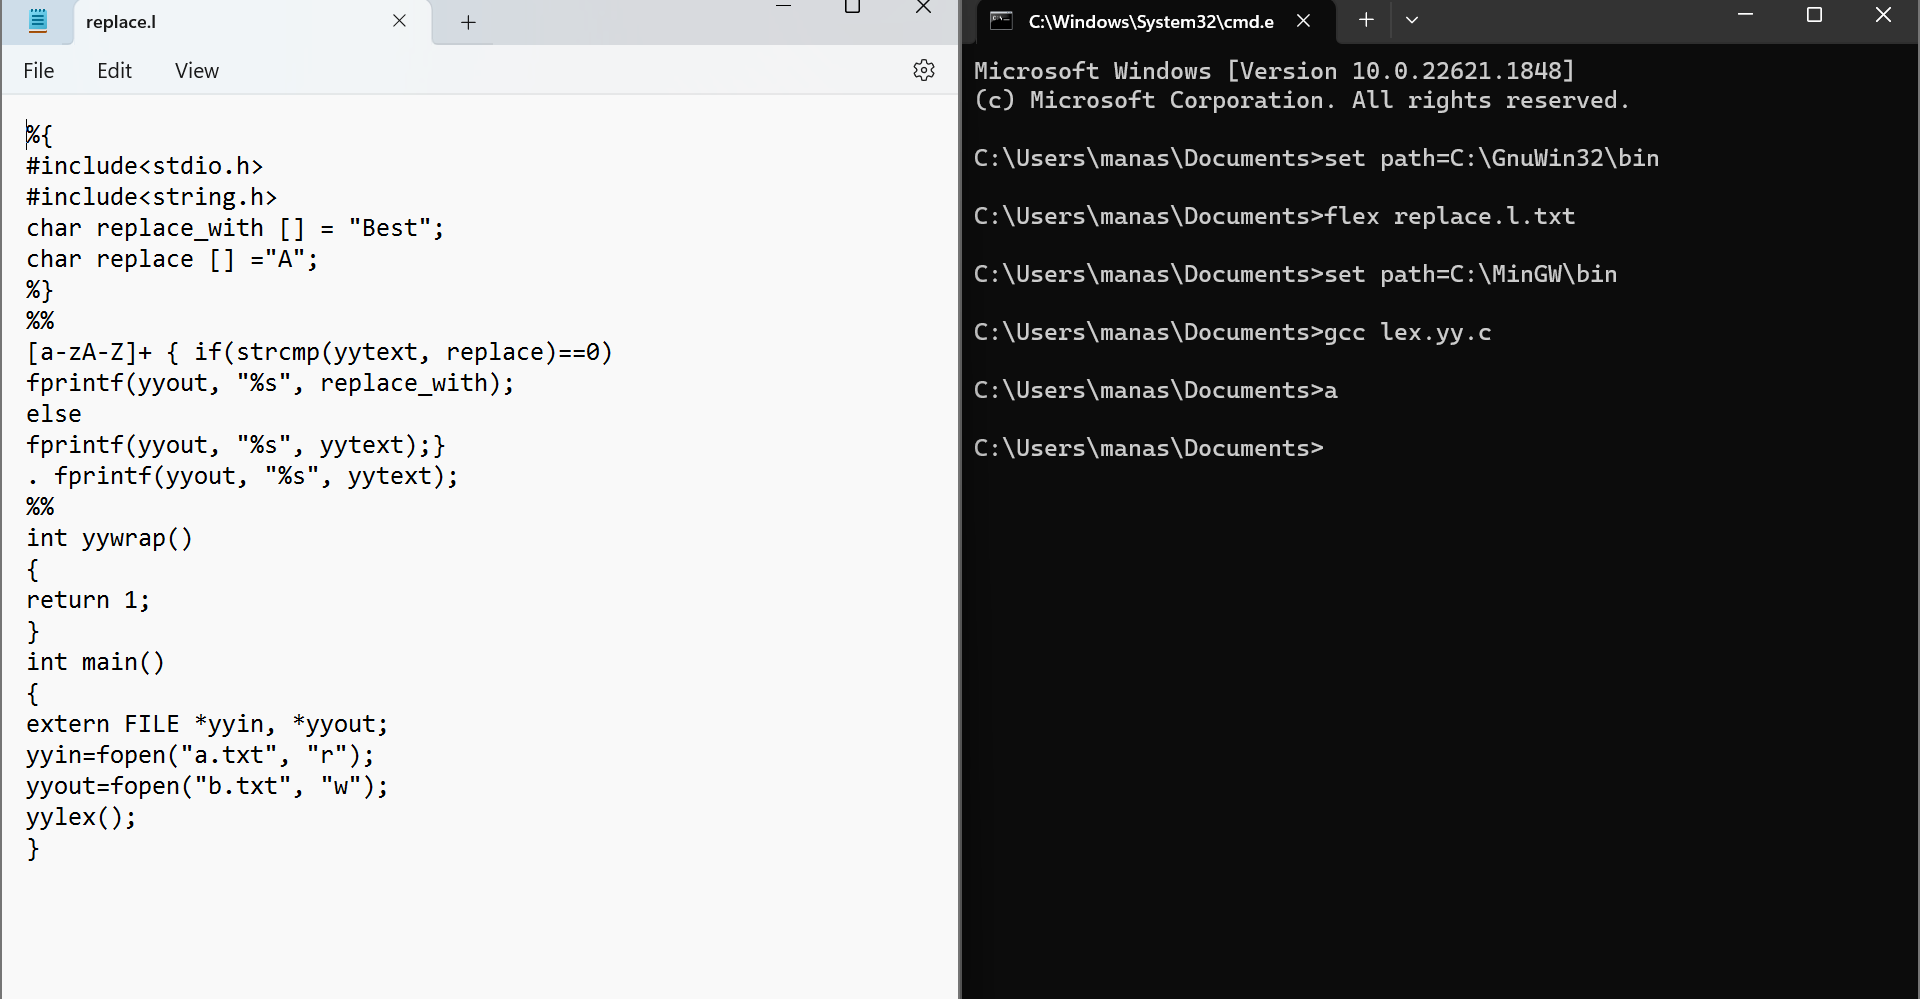 replace.l
File Edit View
%{
#include<stdio.h>
#include<string.h>
char replace_with [] = "Best";
char replace [] ="A";
%}
%%
[a-zA-Z]+ { if(strcmp(yytext, replace)==0)
fprintf(yyout, "%s", replace_with);
else
fprintf(yyout, "%s", yytext);}
. fprintf(yyout, "%s", yytext);
%%
int yywrap()
{
return 1;
}
int main()
{
extern FILE *yyin, *yyout;
yyin=fopen("a.txt", "r");
yyout=fopen("b.txt", "w");
yylex();
}
C:\Windows\System32\cmd.e
Microsoft Windows [Version 10.0.22621.1848]
(c) Microsoft Corporation. All rights reserved.
C:\Users\manas\Documents>set path=C:\GnuWin32\bin
C:\Users\manas\Documents>flex replace.l.txt
C:\Users\manas\Documents>set path=C:\MinGW\bin
C:\Users\manas\Documents>gcc lex.yy.c
C:\Users\manas\Documents>a
C:\Users\manas\Documents>